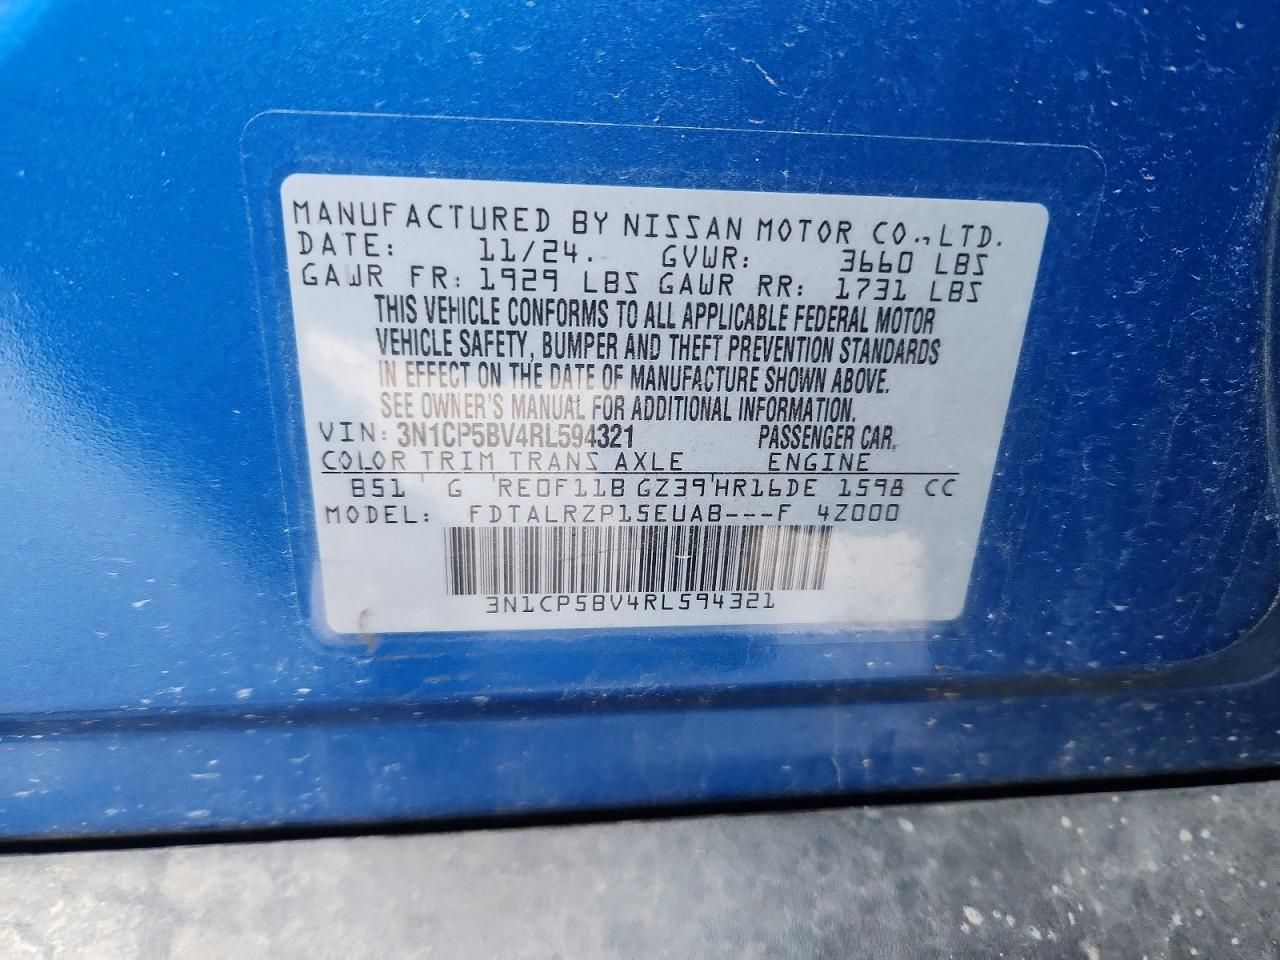 MANUFACTURED BY NISSAN MOTOR CO., LTD.
DATE: 11/24. GVWR: 3660 LBS
GAWR FR: 1929 LBS GAWR RR: 1731 LBS
THIS VEHICLE CONFORMS TO ALL APPLICABLE FEDERAL MOTOR
VEHICLE SAFETY, BUMPER AND THEFT PREVENTION STANDARDS
IN EFFECT ON THE DATE OF MANUFACTURE SHOWN ABOVE.
SEE OWNER'S MANUAL FOR ADDITIONAL INFORMATION.
VIN: 3N1CP5BV4RL594321 PASSENGER CAR.
COLOR TRIM TRANS AXLE ENGINE
B51 ' G 'RE0F11B GZ39'HR16DE 1598 CC
MODEL: FDTALRZP15EUAB---F 4Z000
3N1CP5BV4RL594321